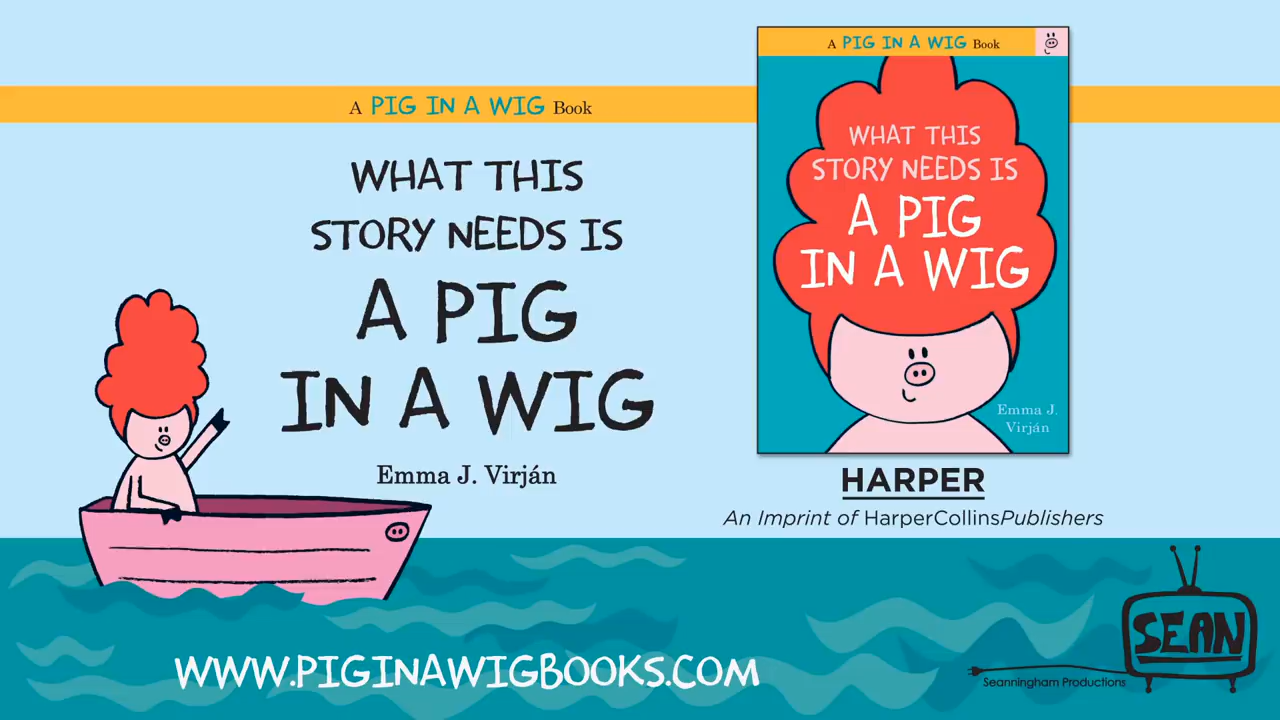 A PIG IN A WIG Book
WHAT THIS
STORY NEEDS IS
A PIG
IN A WIG
Emma J. Virján
A PIG IN A WIG Book
WHAT THIS
STORY NEEDS IS
A PIG
IN A WIG
Emma J.
Virján
HARPER
An Imprint of HarperCollinsPublishers
WWW.PIGINAWIGBOOKS.COM
SEAN
Seanningham Productions